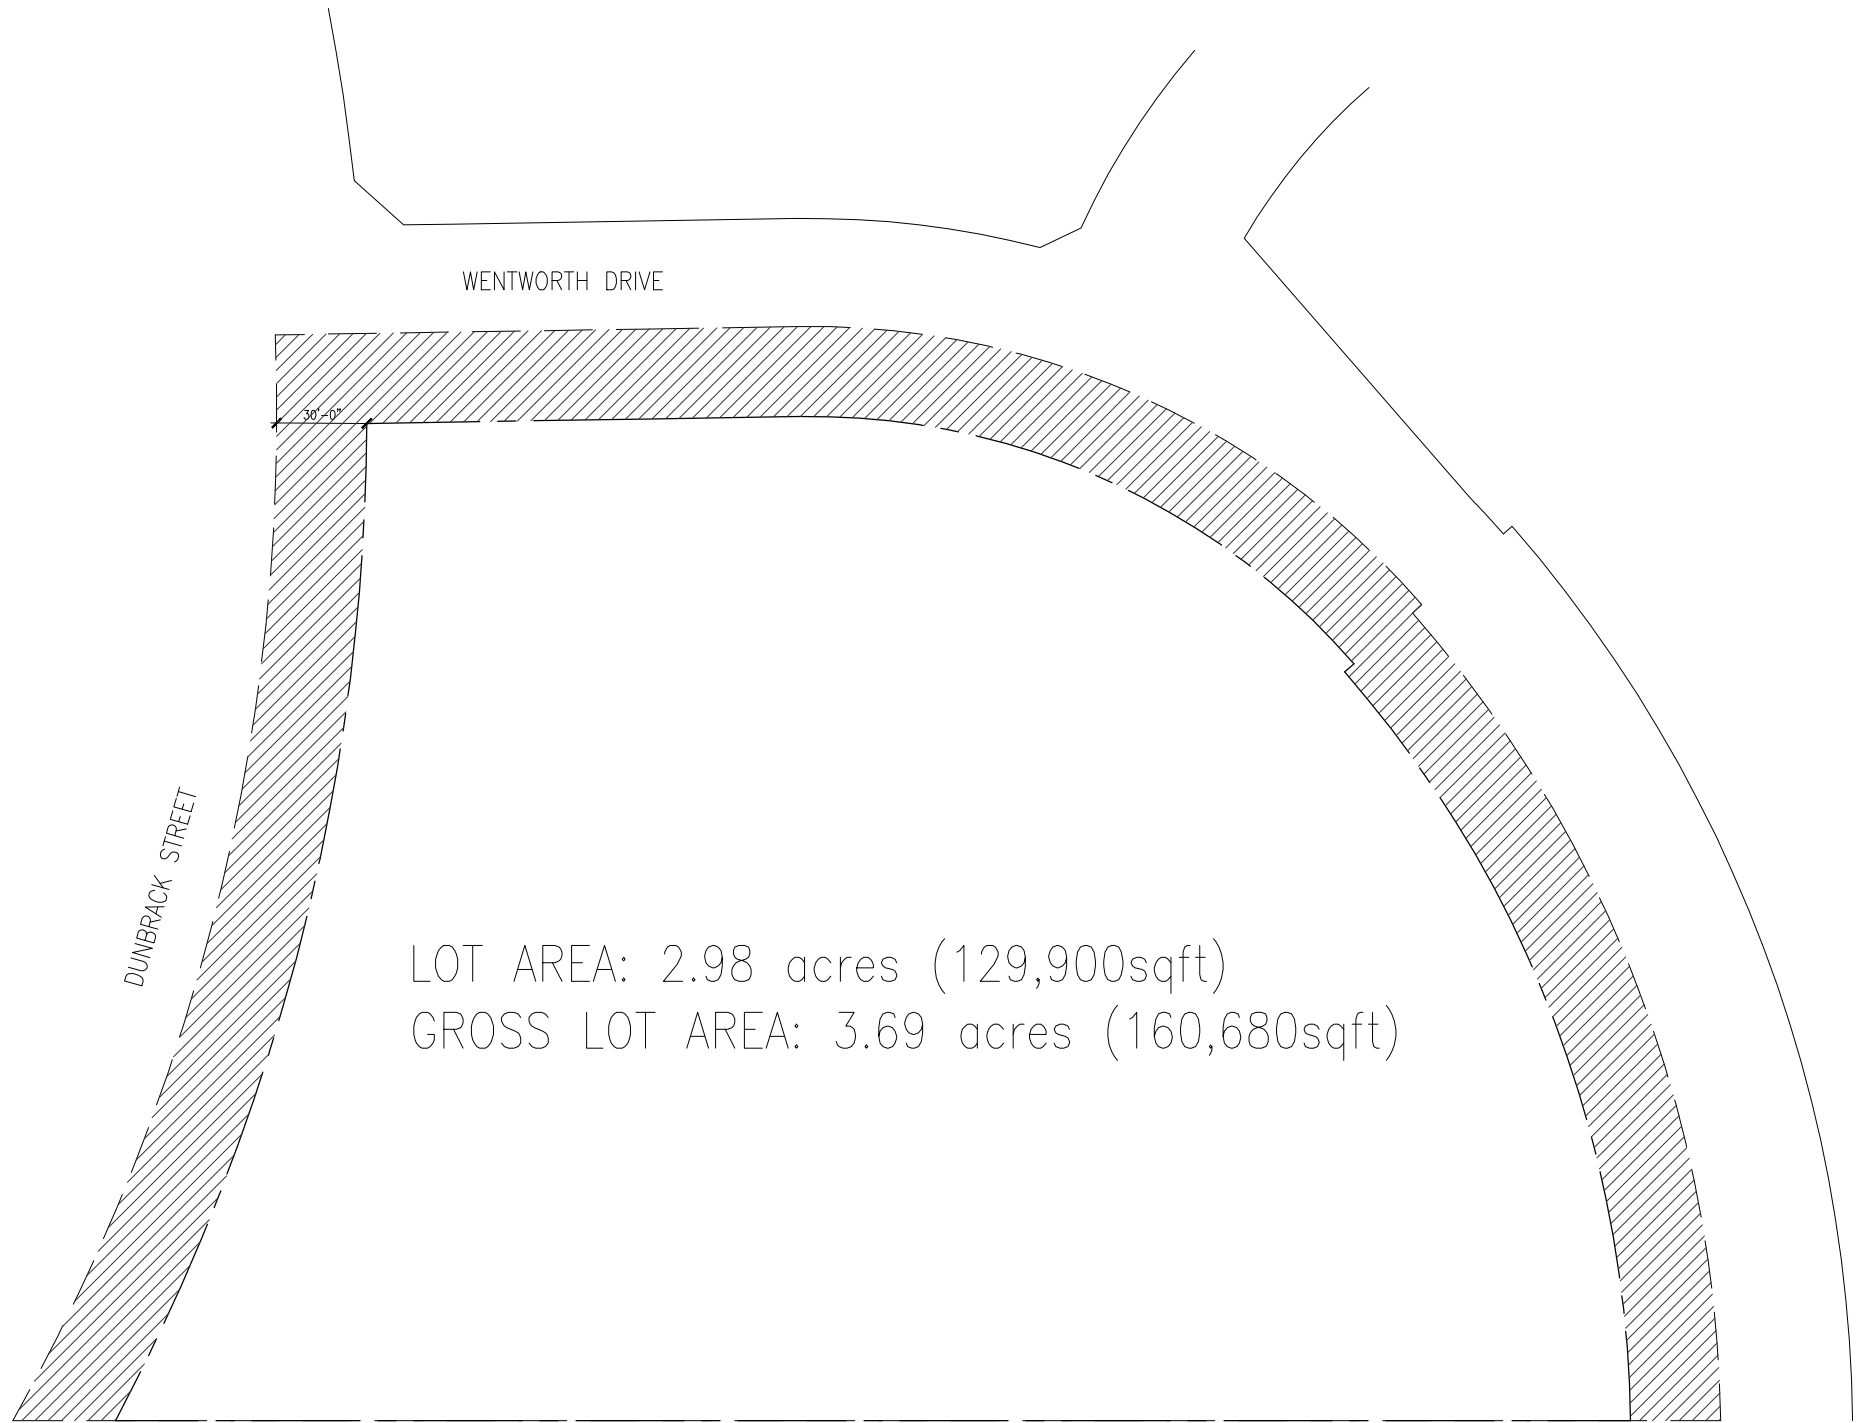 WENTWORTH DRIVE
30'-0"
DUNBRACK STREET
LOT AREA: 2.98 acres (129,900sqft)
GROSS LOT AREA: 3.69 acres (160,680sqft)